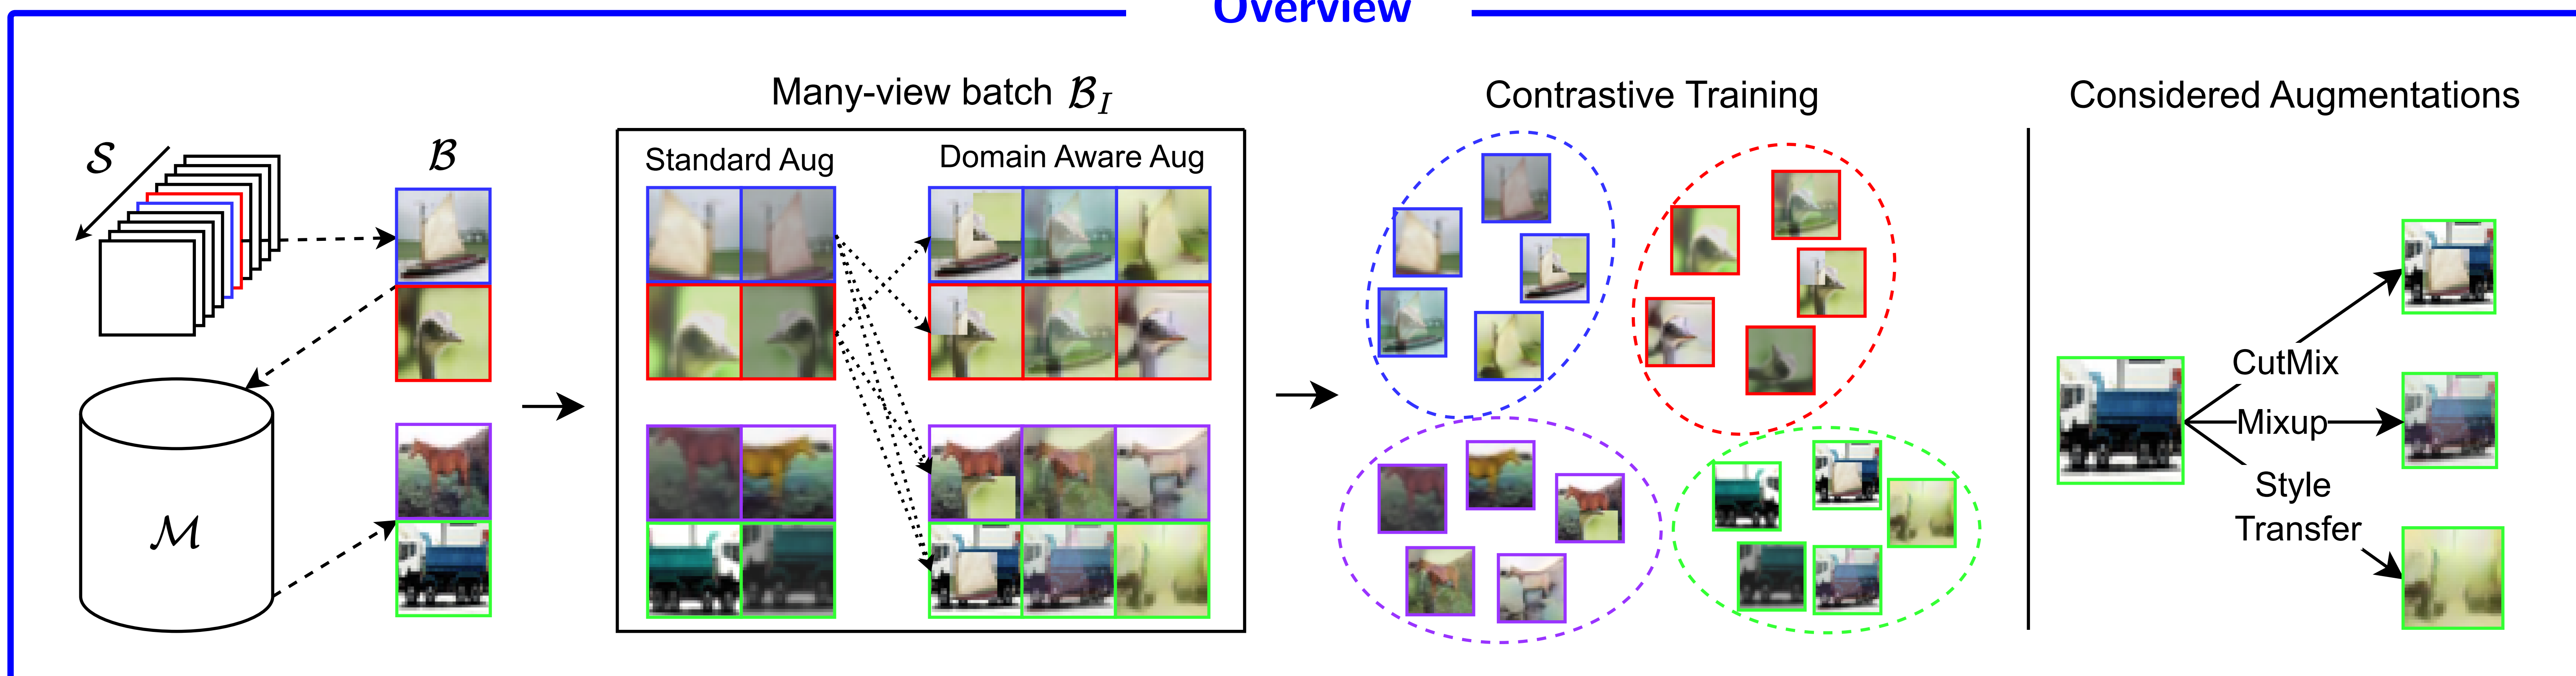 Overview
Many-view batch 𝓑_I
Contrastive Training
Considered Augmentations
𝒮
𝓑
Standard Aug
Domain Aware Aug
CutMix
Mixup
Style
Transfer
ℳ